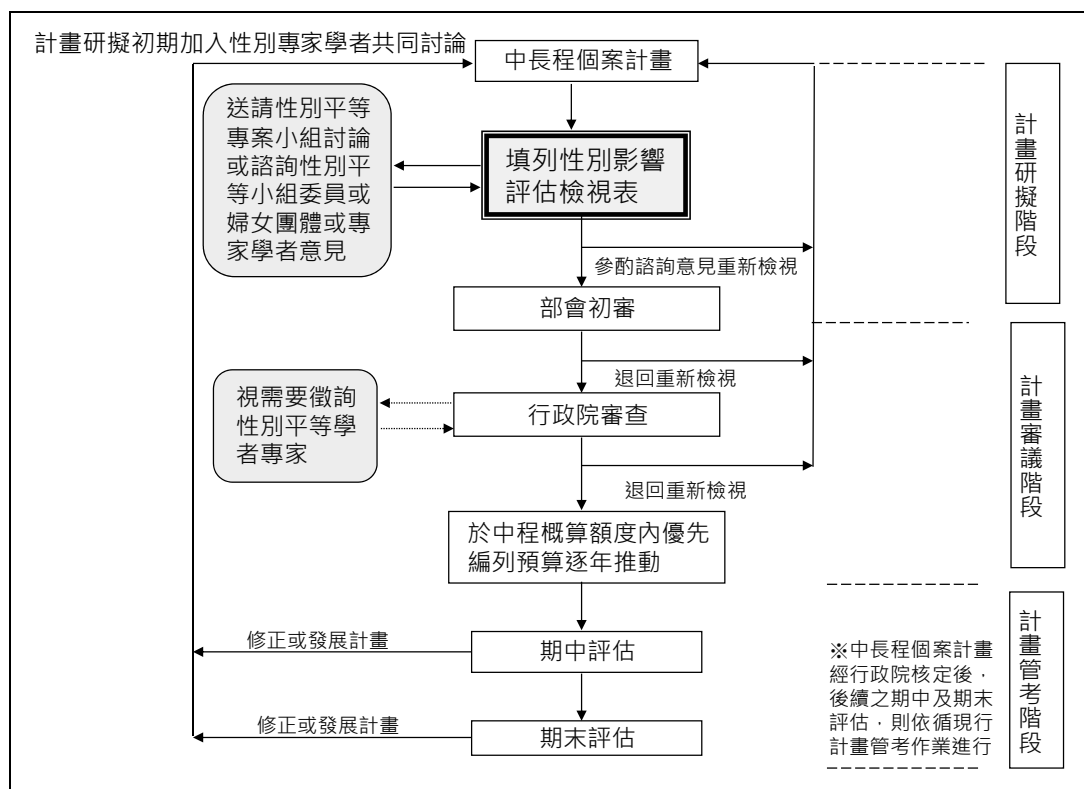 計畫研擬初期加入性別專家學者共同討論
中長程個案計畫
送請性別平等
專案小組討論
或諮詢性別平
等小組委員或
婦女團體或專
家學者意見
填列性別影響
評估檢視表
參酌諮詢意見重新檢視
計畫研擬階段
部會初審
退回重新檢視
視需要徵詢
性別平等學
者專家
行政院審查
退回重新檢視
計畫審議階段
於中程概算額度內優先
編列預算逐年推動
修正或發展計畫
期中評估
※中長程個案計畫
經行政院核定後，
後續之期中及期末
評估，則依循現行
計畫管考作業進行
計畫管考階段
修正或發展計畫
期末評估